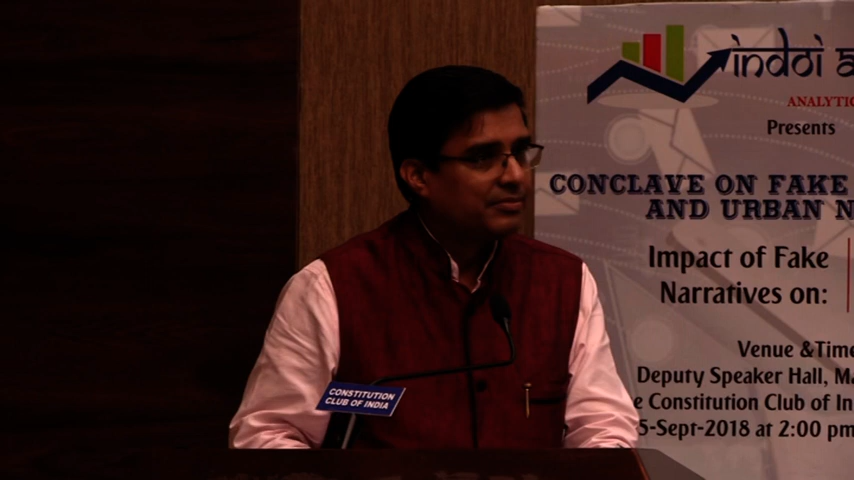 indoi A
ANALYTIC
Presents
CONCLAVE ON FAKE
AND URBAN N
Impact of Fake
Narratives on:
Venue &Time
Deputy Speaker Hall, Ma
e Constitution Club of In
5-Sept-2018 at 2:00 pm
CONSTITUTION
CLUB OF INDIA